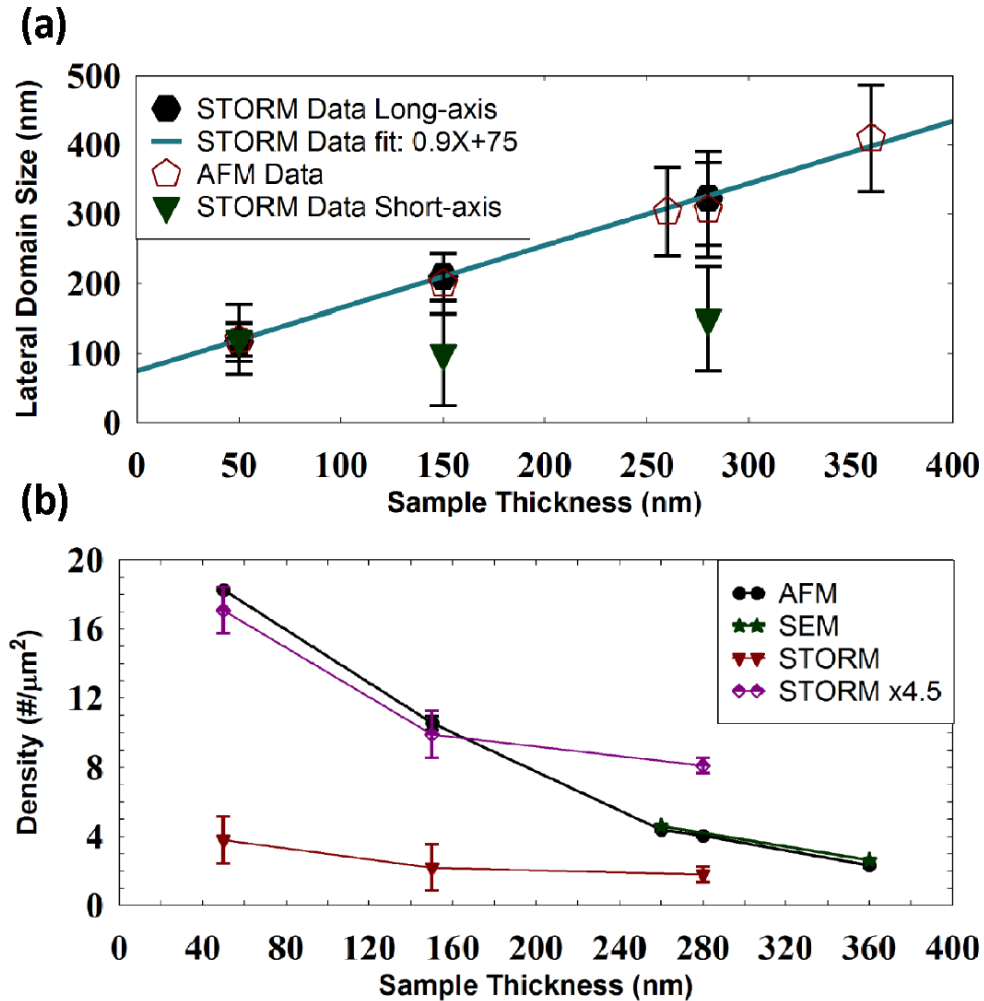 (a)
Lateral Domain Size (nm)
500
400
300
200
100
0
STORM Data Long-axis
STORM Data fit: 0.9X+75
AFM Data
STORM Data Short-axis
0 50 100 150 200 250 300 350 400
Sample Thickness (nm)
(b)
Density (#/μm²)
20
16
12
8
4
0
AFM
SEM
STORM
STORM x4.5
0 40 80 120 160 200 240 280 320 360 400
Sample Thickness (nm)